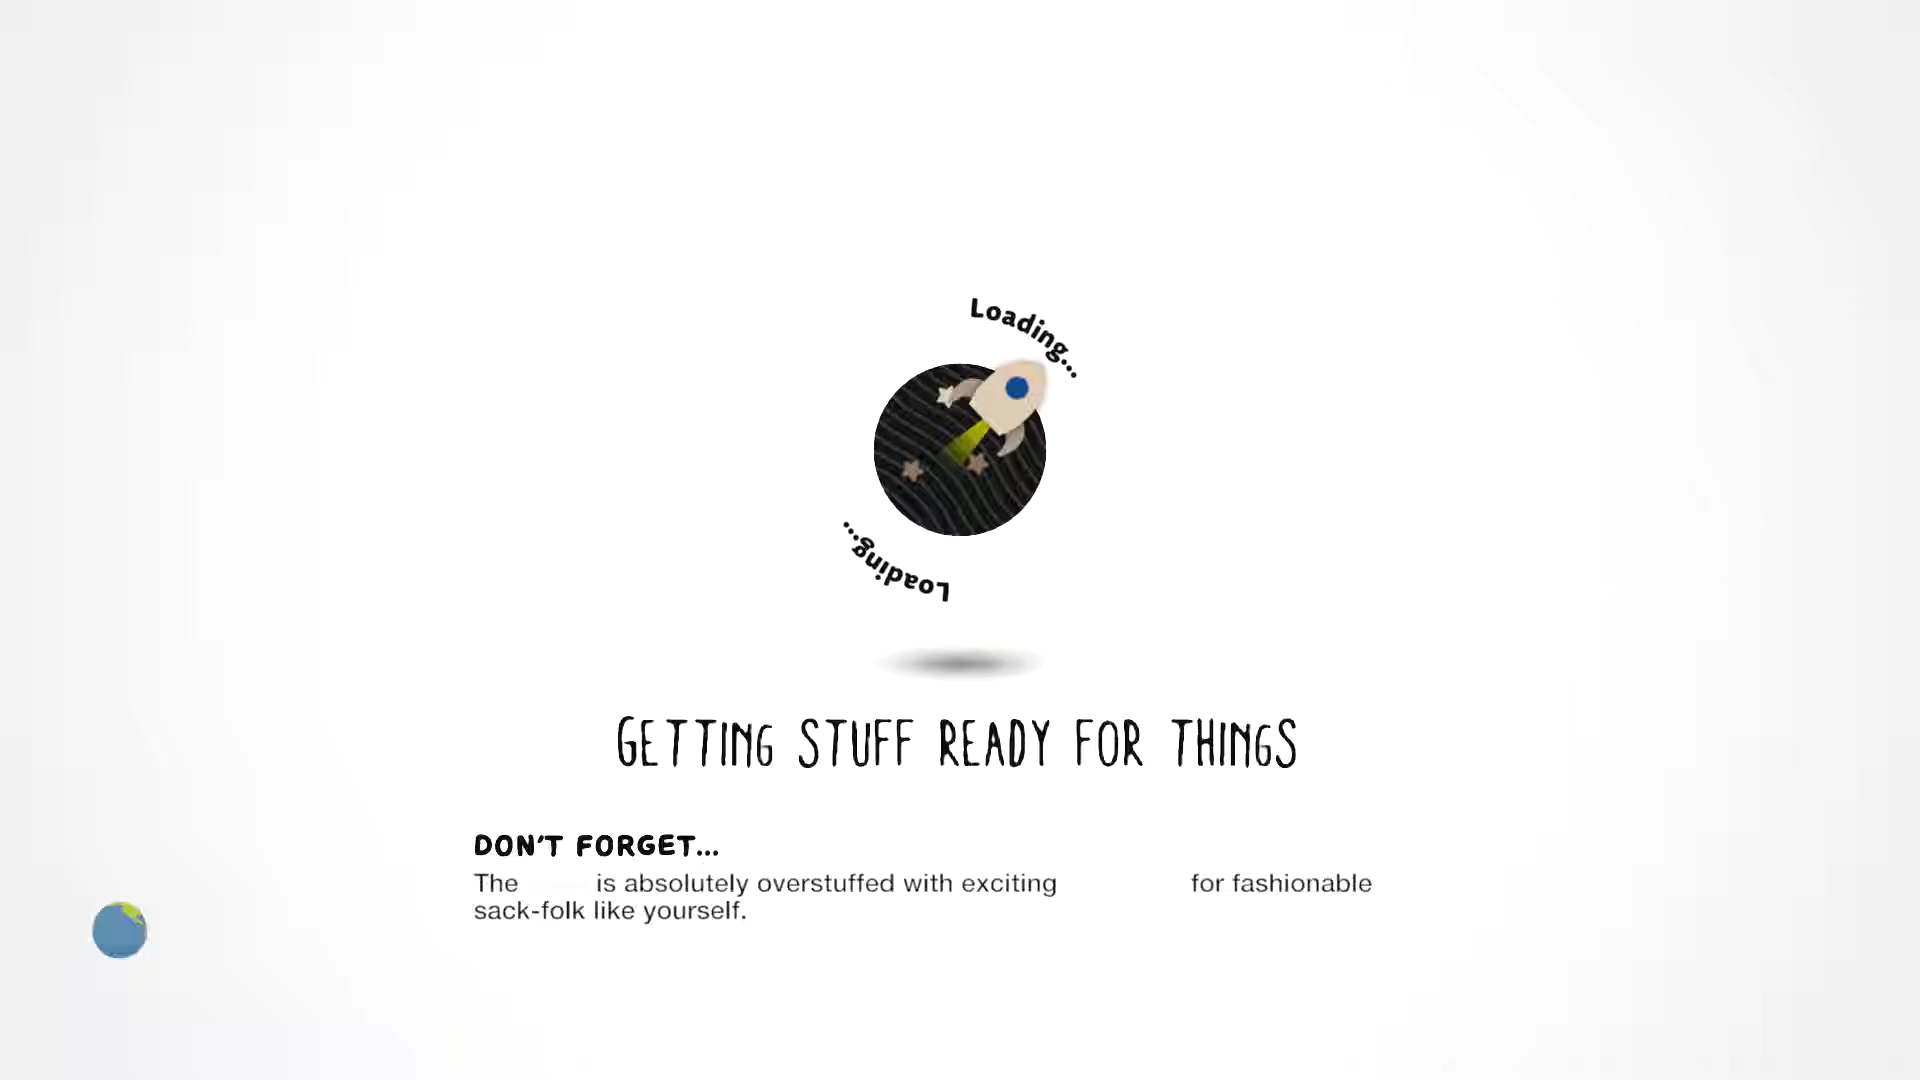 Loading...
Loading...
GETTING STUFF READY FOR THINGS
DON'T FORGET...
The is absolutely overstuffed with exciting for fashionable
sack-folk like yourself.